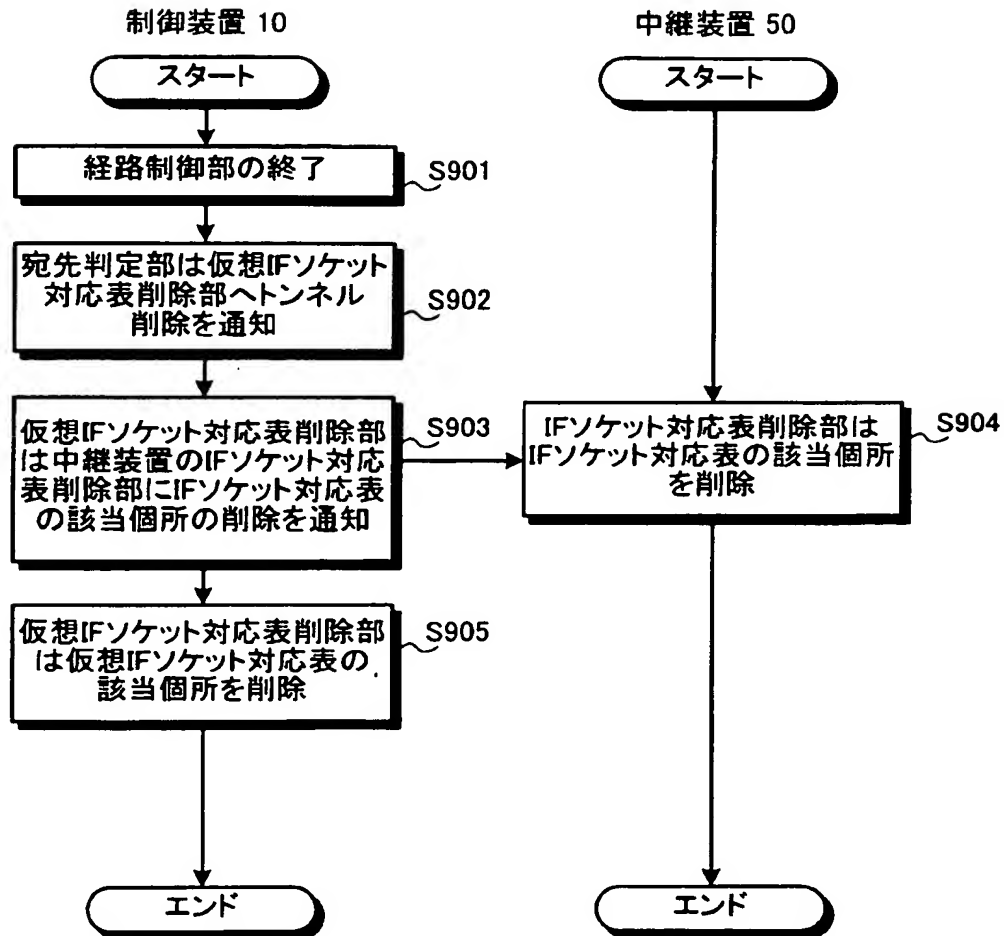 制御装置 10
スタート
経路制御部の終了
S901
宛先判定部は仮想IFソケット
対応表削除部へトンネル
削除を通知
S902
仮想IFソケット対応表削除部
は中継装置のIFソケット対応
表削除部にIFソケット対応表
の該当個所の削除を通知
S903
仮想IFソケット対応表削除部
は仮想IFソケット対応表の
該当個所を削除
S905
エンド
中継装置 50
スタート
IFソケット対応表削除部は
IFソケット対応表の該当個所
を削除
S904
エンド